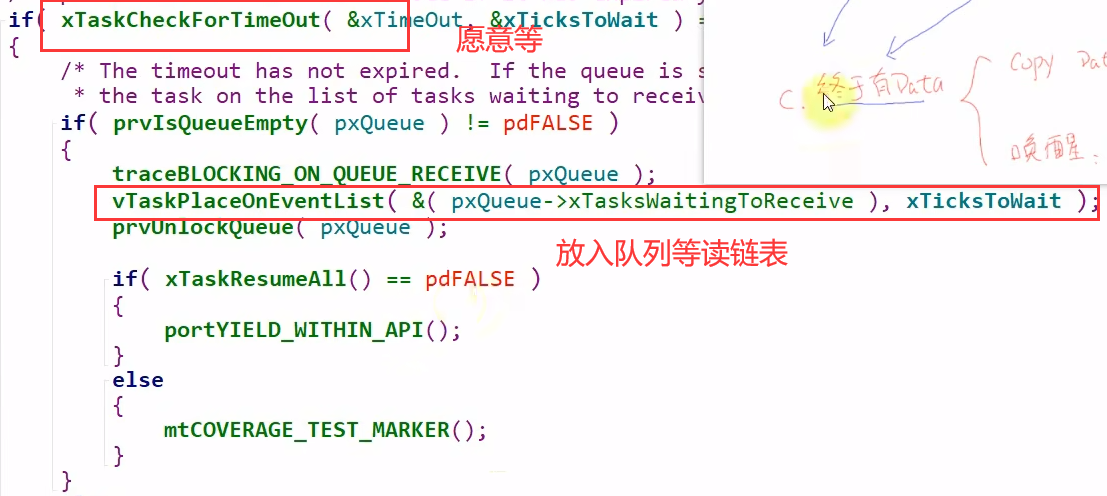 if( xTaskCheckForTimeOut( &xTimeOut, &xTicksToWait ) =
愿意等
{
/* The timeout has not expired. If the queue is s
* the task on the list of tasks waiting to receiv
if( prvIsQueueEmpty( pxQueue ) != pdFALSE )
{
traceBLOCKING_ON_QUEUE_RECEIVE( pxQueue );
vTaskPlaceOnEventList( &( pxQueue->xTasksWaitingToReceive ), xTicksToWait );
prvUnlockQueue( pxQueue );
放入队列等读链表
if( xTaskResumeAll() == pdFALSE )
{
portYIELD_WITHIN_API();
}
else
{
mtCOVERAGE_TEST_MARKER();
}
}
copy Dat
C. 终于有Data
唤醒: